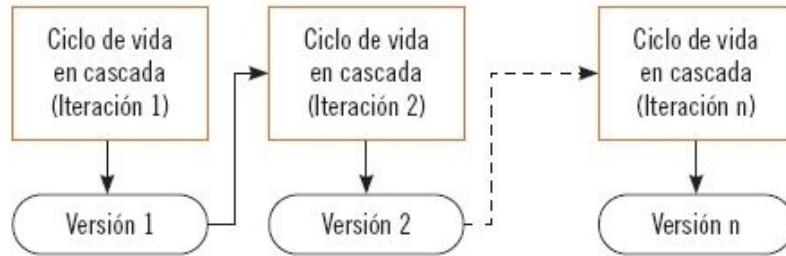 Ciclo de vida
en cascada
(Iteración 1)
Ciclo de vida
en cascada
(Iteración 2)
Ciclo de vida
en cascada
(Iteración n)
Versión 1
Versión 2
Versión n